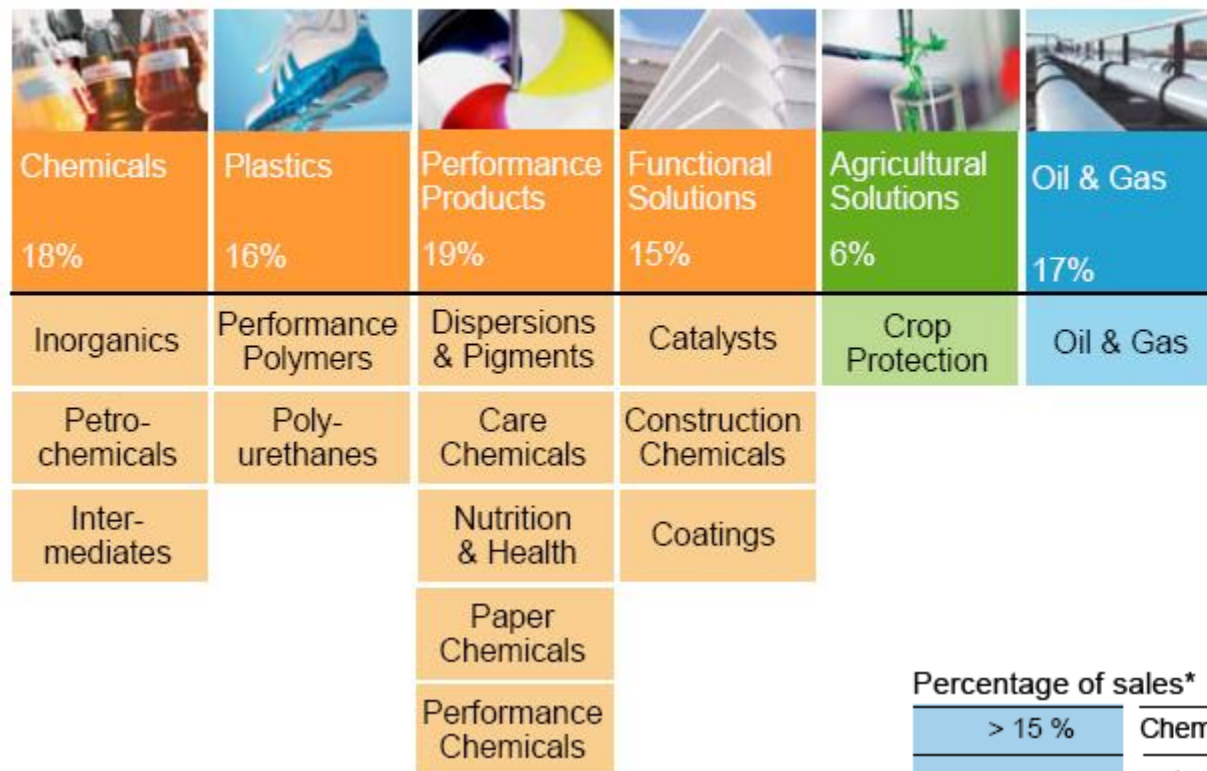 Chemicals
18%
Plastics
16%
Performance
Products
19%
Functional
Solutions
15%
Agricultural
Solutions
6%
Oil & Gas
17%
Inorganics
Petro-
chemicals
Inter-
mediates
Performance
Polymers
Poly-
urethanes
Dispersions
& Pigments
Care
Chemicals
Nutrition
& Health
Paper
Chemicals
Performance
Chemicals
Catalysts
Construction
Chemicals
Coatings
Crop
Protection
Oil & Gas
Percentage of sales*
> 15 %
Chem